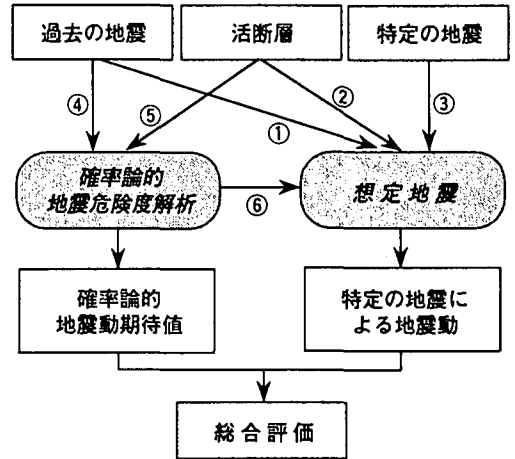 過去の地震
活断層
特定の地震
④
⑤
①
②
③
確率論的
地震危険度解析
⑥
想定地震
確率論的
地震動期待値
特定の地震に
よる地震動
総合評価